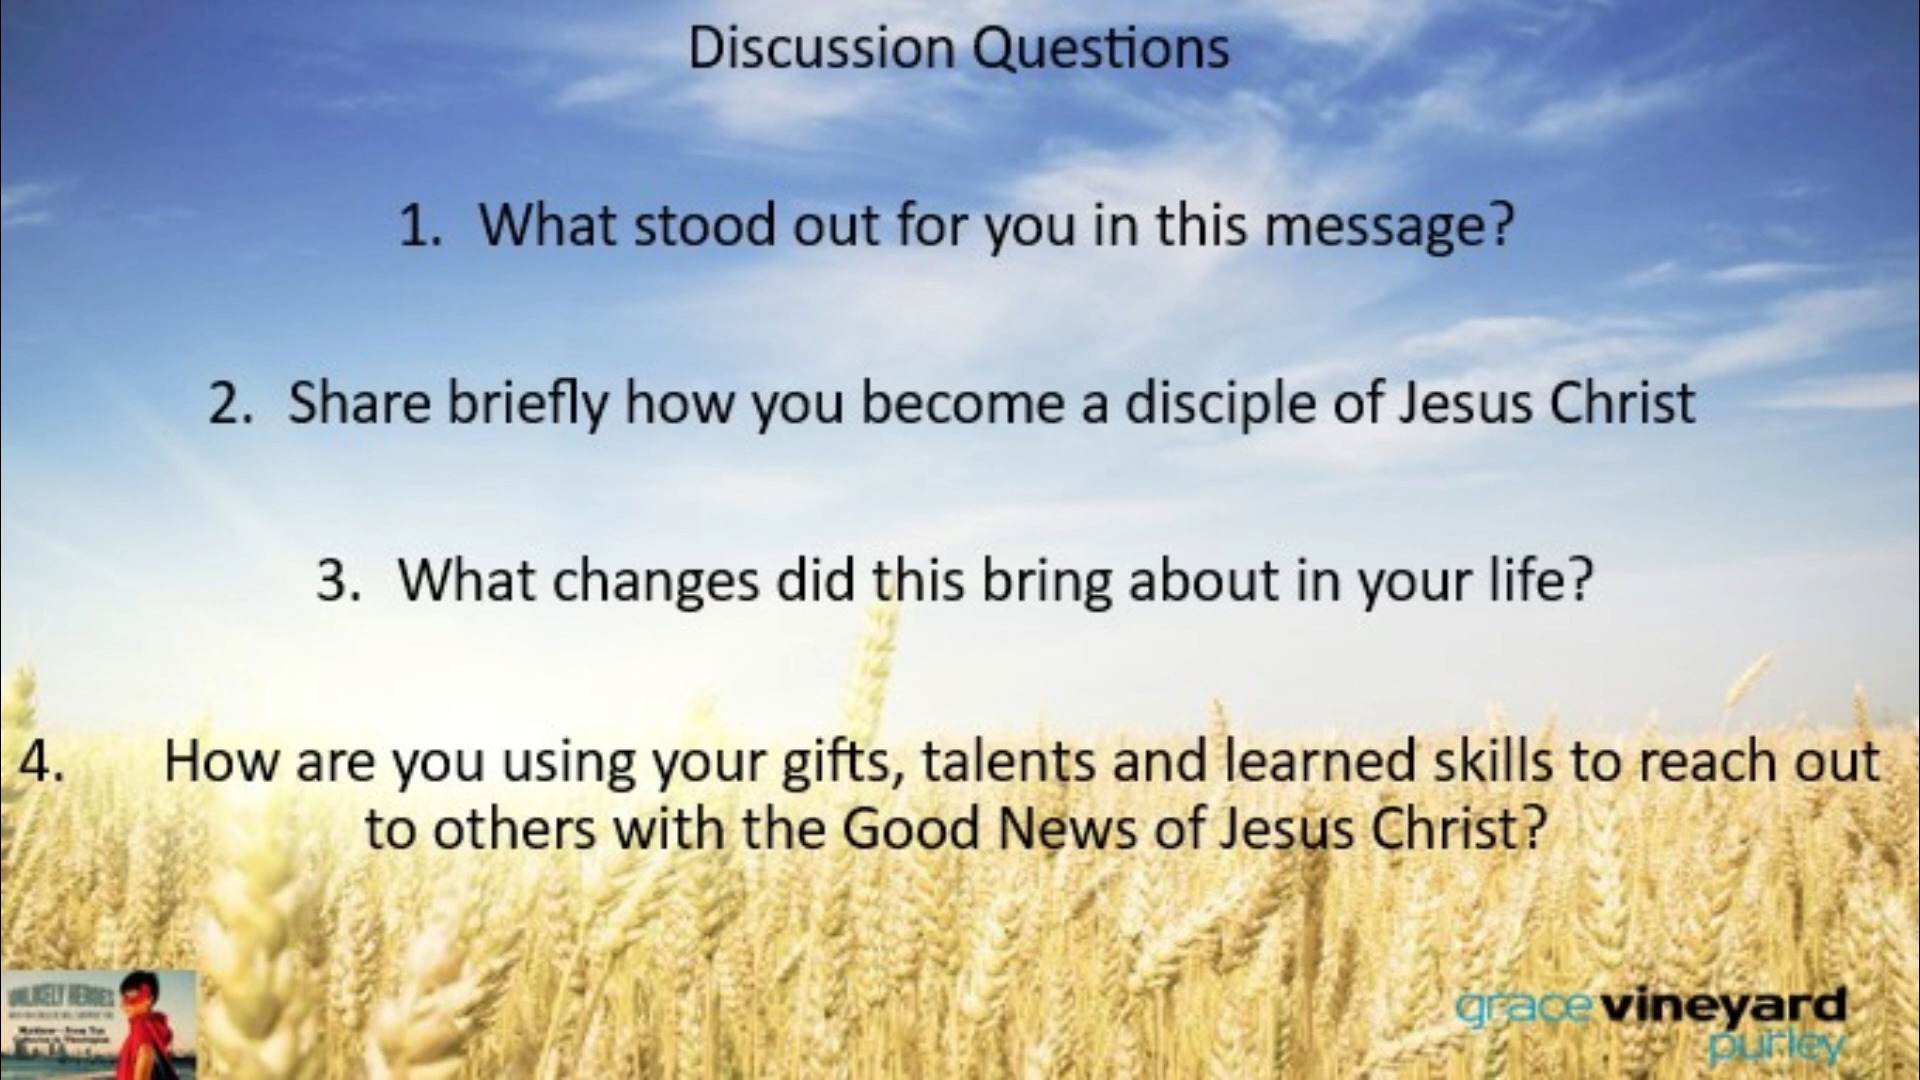 Discussion Questions
1. What stood out for you in this message?
2. Share briefly how you become a disciple of Jesus Christ
3. What changes did this bring about in your life?
4. How are you using your gifts, talents and learned skills to reach out
to others with the Good News of Jesus Christ?
UNLIKELY HEROES
Matthew - From Tax
grace vineyard
purley